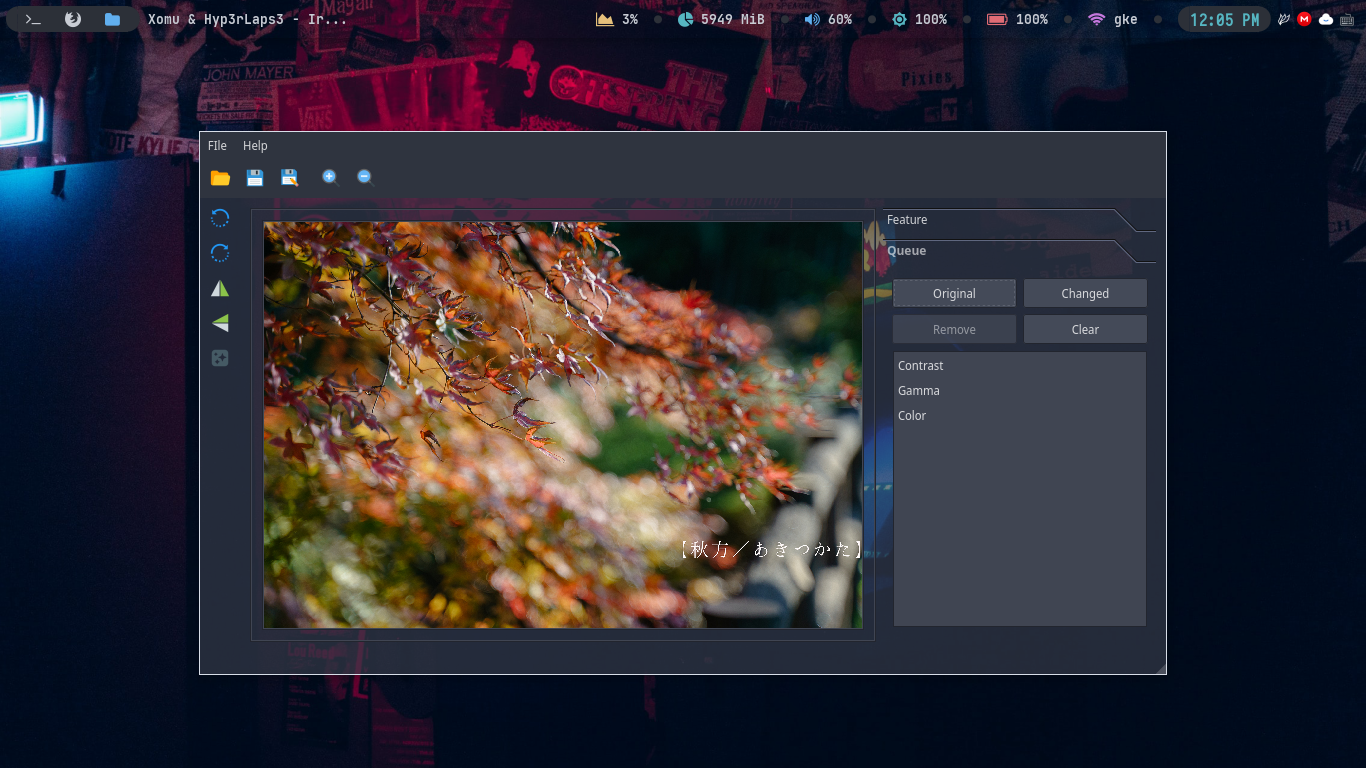 Xomu & Hyp3rLaps3 - Ir...
3%
5949 MiB
60%
100%
100%
gke
12:05 PM
JOHN MAYER
VANS
Pixies
KYLIE
FIle Help
Feature
Queue
Original Changed
Remove Clear
Contrast
Gamma
Color
【秋方／あきつかた】